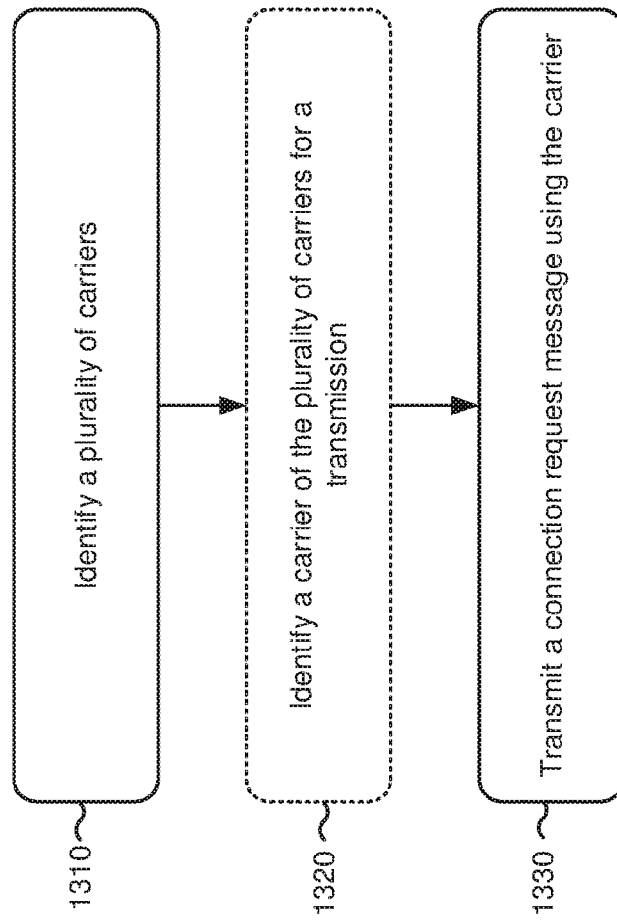 1310
Identify a plurality of carriers
1320
Identify a carrier of the plurality of carriers for a
transmission
1330
Transmit a connection request message using the carrier